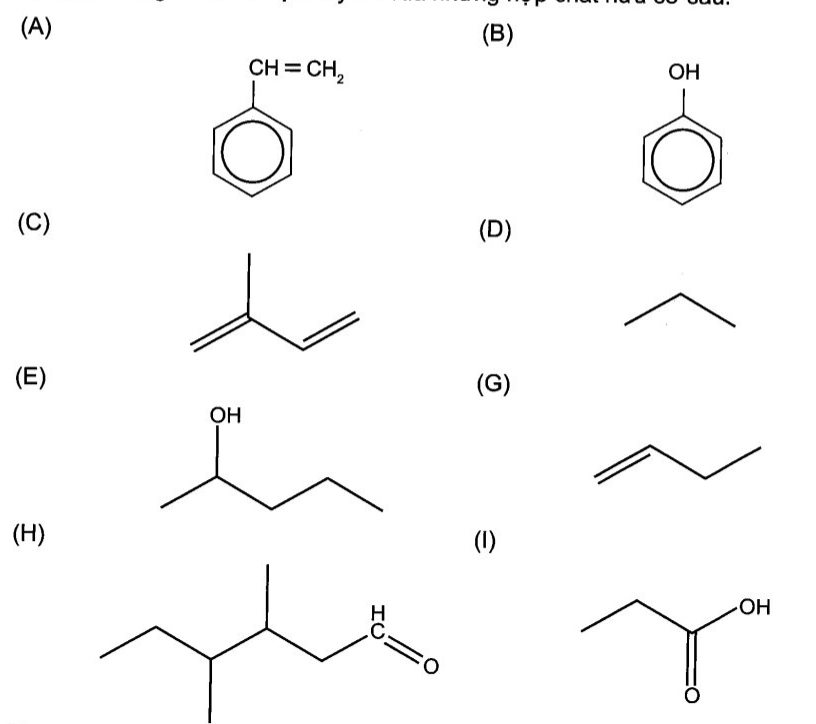 (A) (B)
CH=CH₂
OH
(C) (D)
(E) (G)
OH
(H) (I)
H
C
O
OH
O